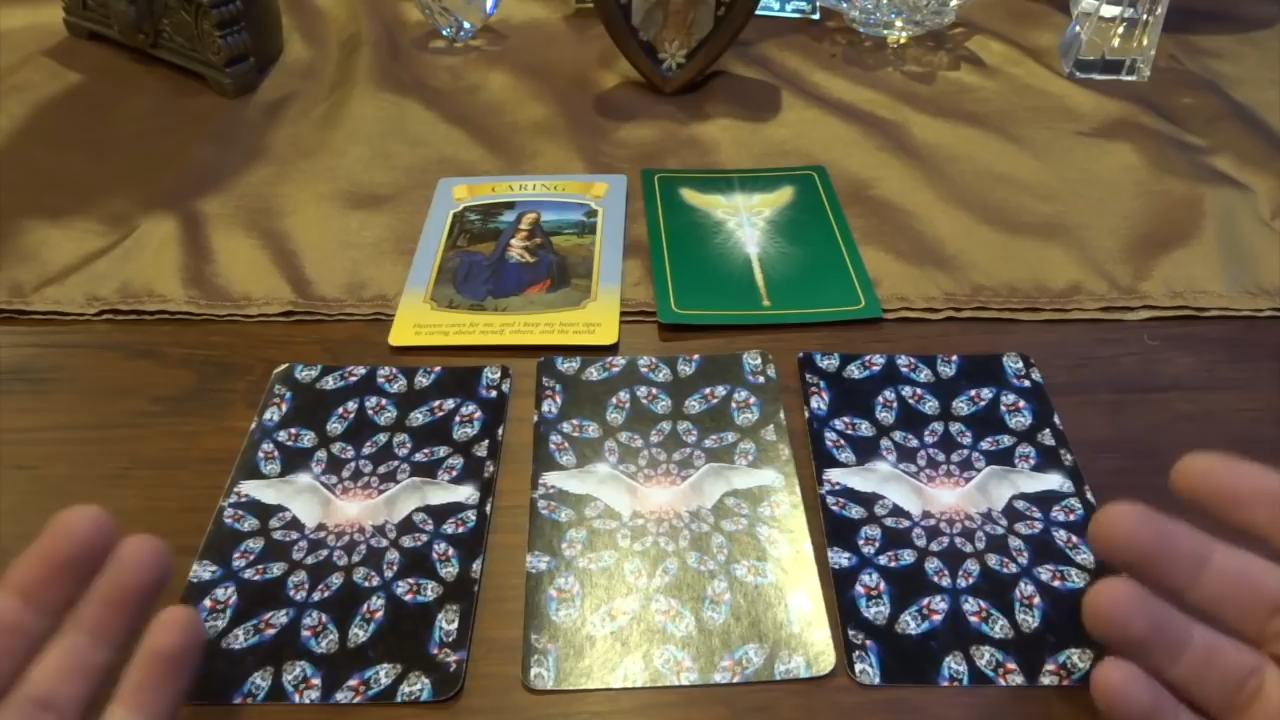 CARING
Heaven cares for me, and I keep my heart open
to caring about myself, others, and the world.